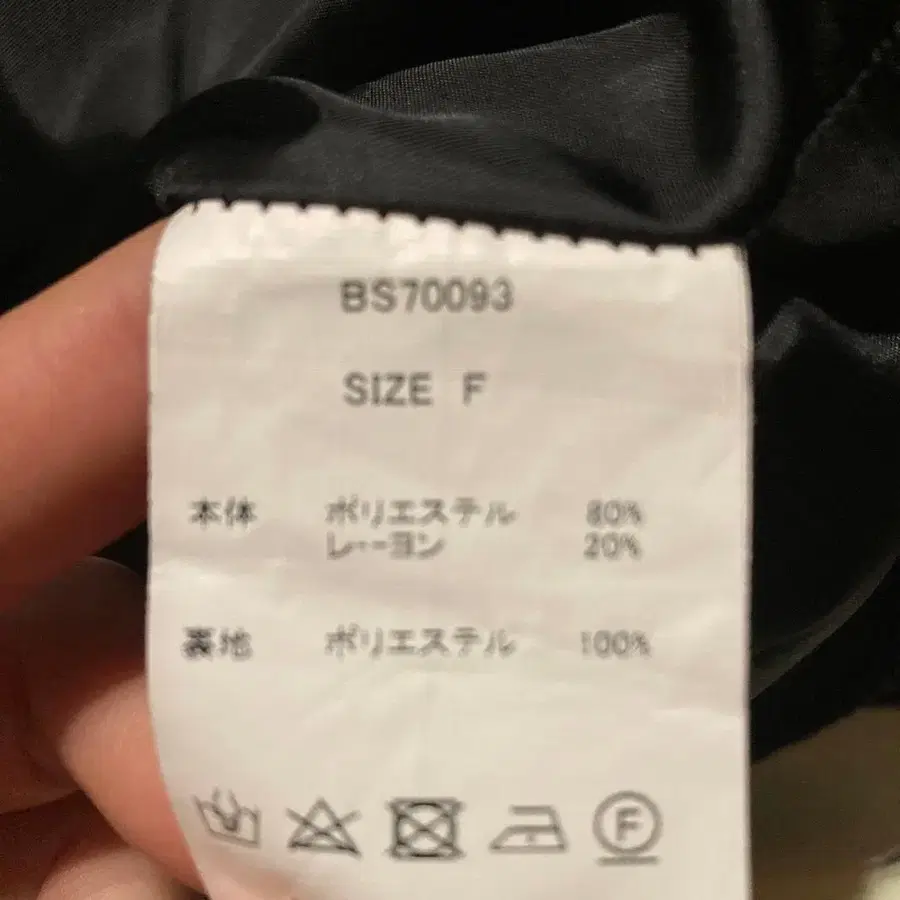 BS70093
SIZE F
本体 ポリエステル 80%
レーヨン 20%
裏地 ポリエステル 100%
F